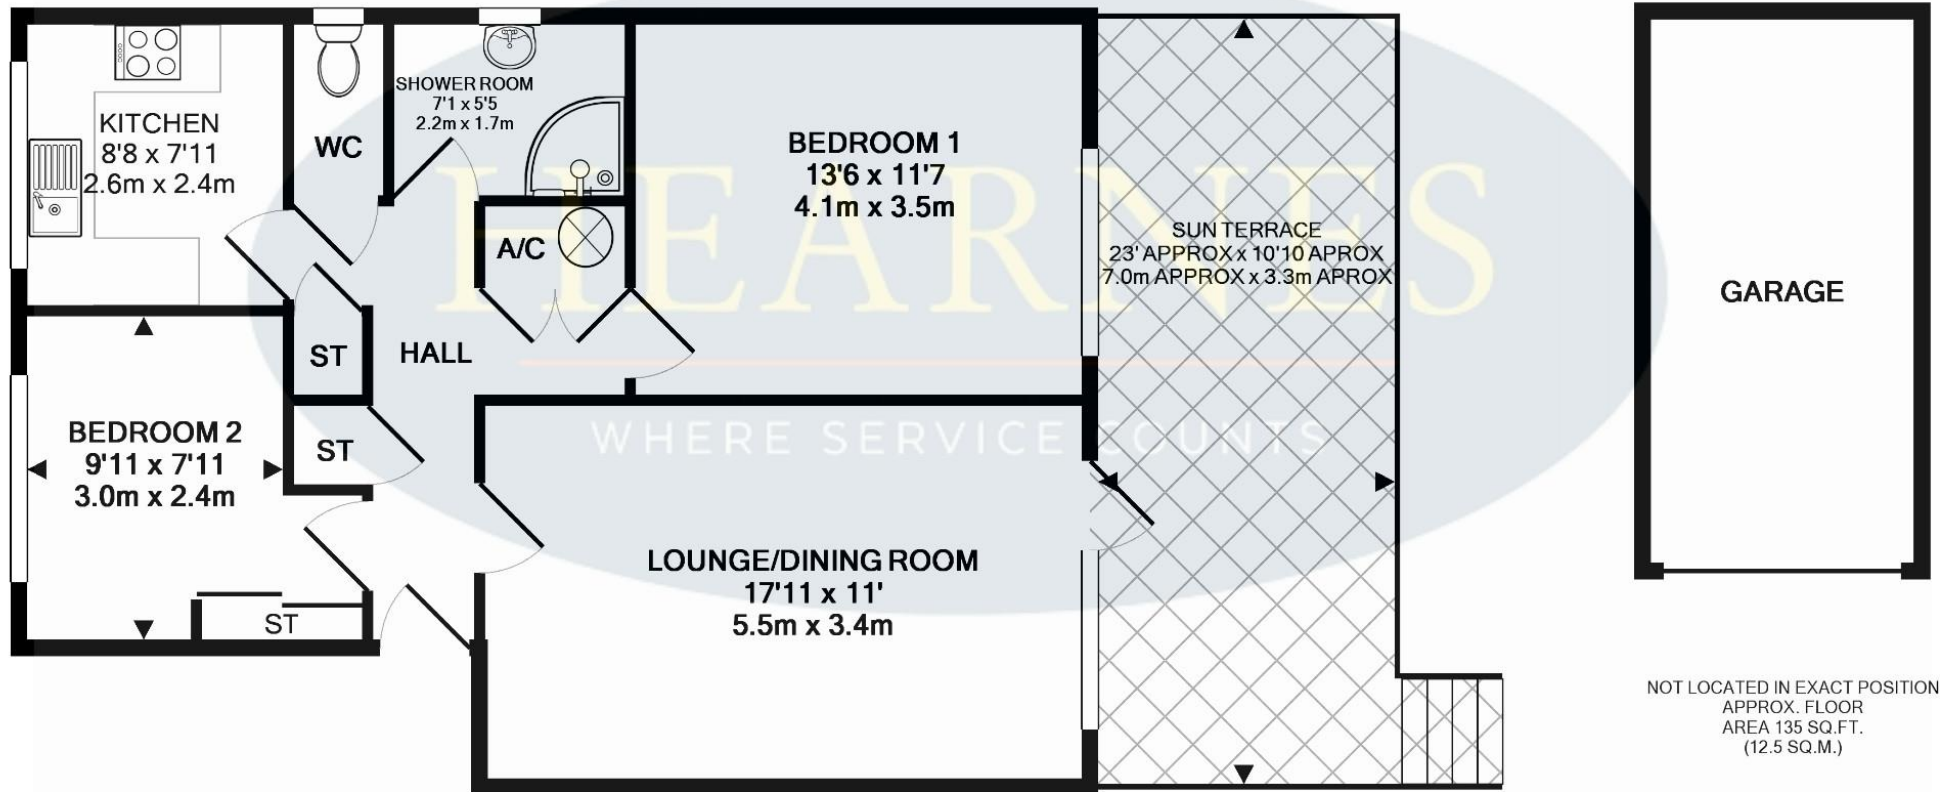 KITCHEN
8'8 x 7'11
2.6m x 2.4m
WC
SHOWER ROOM
7'1 x 5'5
2.2m x 1.7m
A/C
BEDROOM 1
13'6 x 11'7
4.1m x 3.5m
SUN TERRACE
23' APPROX x 10'10 APROX
7.0m APPROX x 3.3m APROX
GARAGE
HEARNES
WHERE SERVICE COUNTS
ST
HALL
BEDROOM 2
9'11 x 7'11
3.0m x 2.4m
ST
ST
LOUNGE/DINING ROOM
17'11 x 11'
5.5m x 3.4m
NOT LOCATED IN EXACT POSITION
APPROX. FLOOR
AREA 135 SQ.FT.
(12.5 SQ.M.)